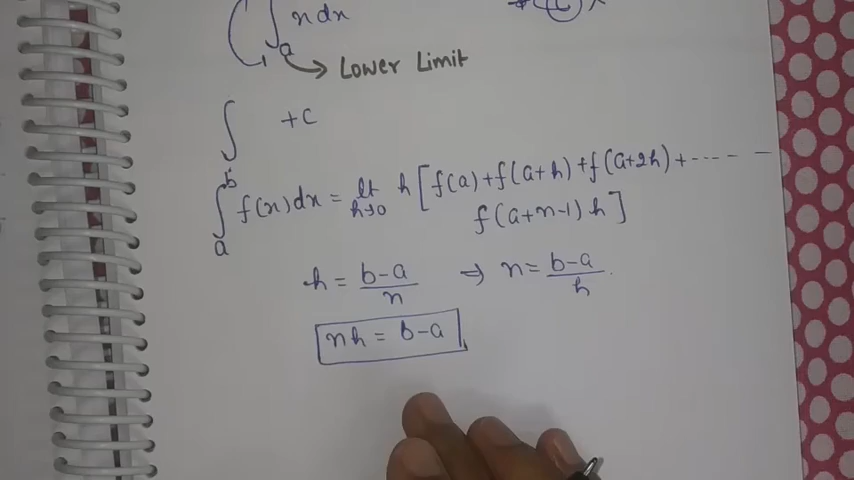 ∫ₐ x dx
a → Lower Limit
∫ +c
∫ₐᵇ f(x) dx = lt h→0 h[f(a)+f(a+h)+f(a+2h)+------
f(a+n-1)h]
h = b-a/n ⇒ n = b-a/h.
nh = b-a